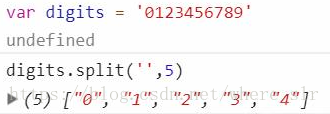 var digits = '0123456789'
undefined
digits.split('',5)
▶ (5) ["0", "1", "2", "3", "4"]